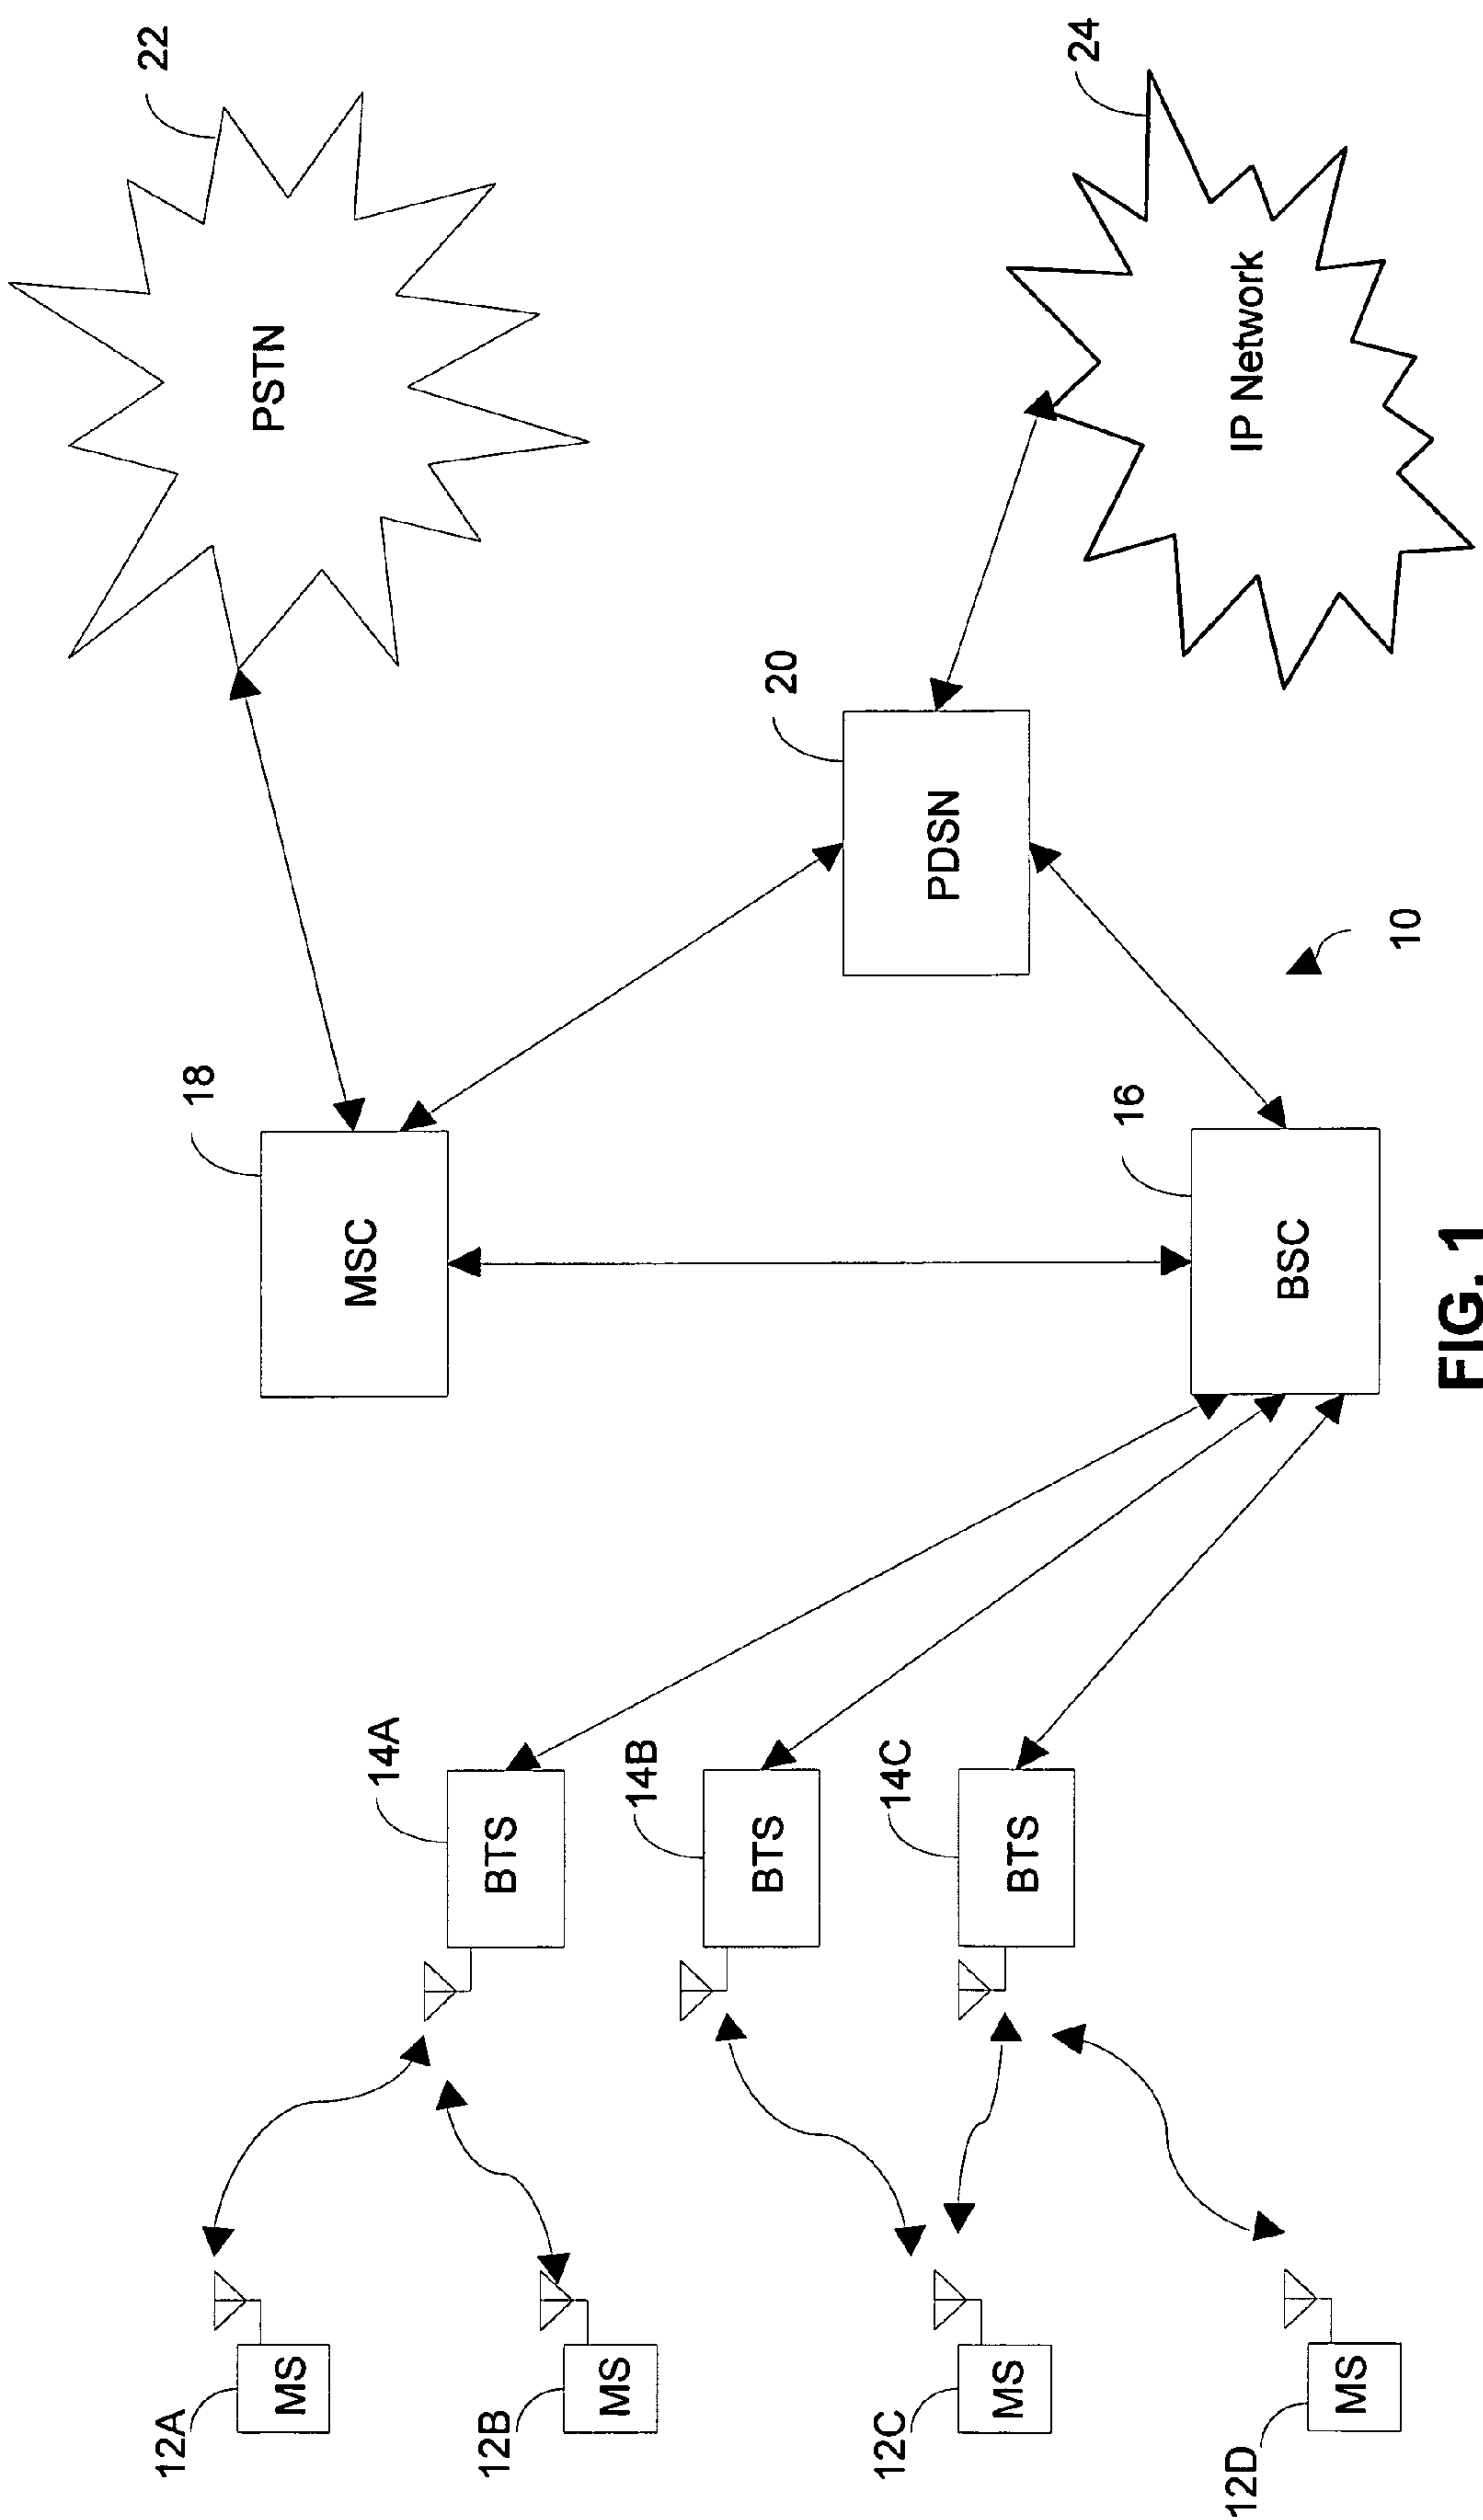 12A
MS
12B
MS
12C
MS
12D
MS
14A
BTS
14B
BTS
14C
BTS
18
MSC
16
BSC
20
PDSN
10
22
PSTN
24
IP Network
FIG. 1